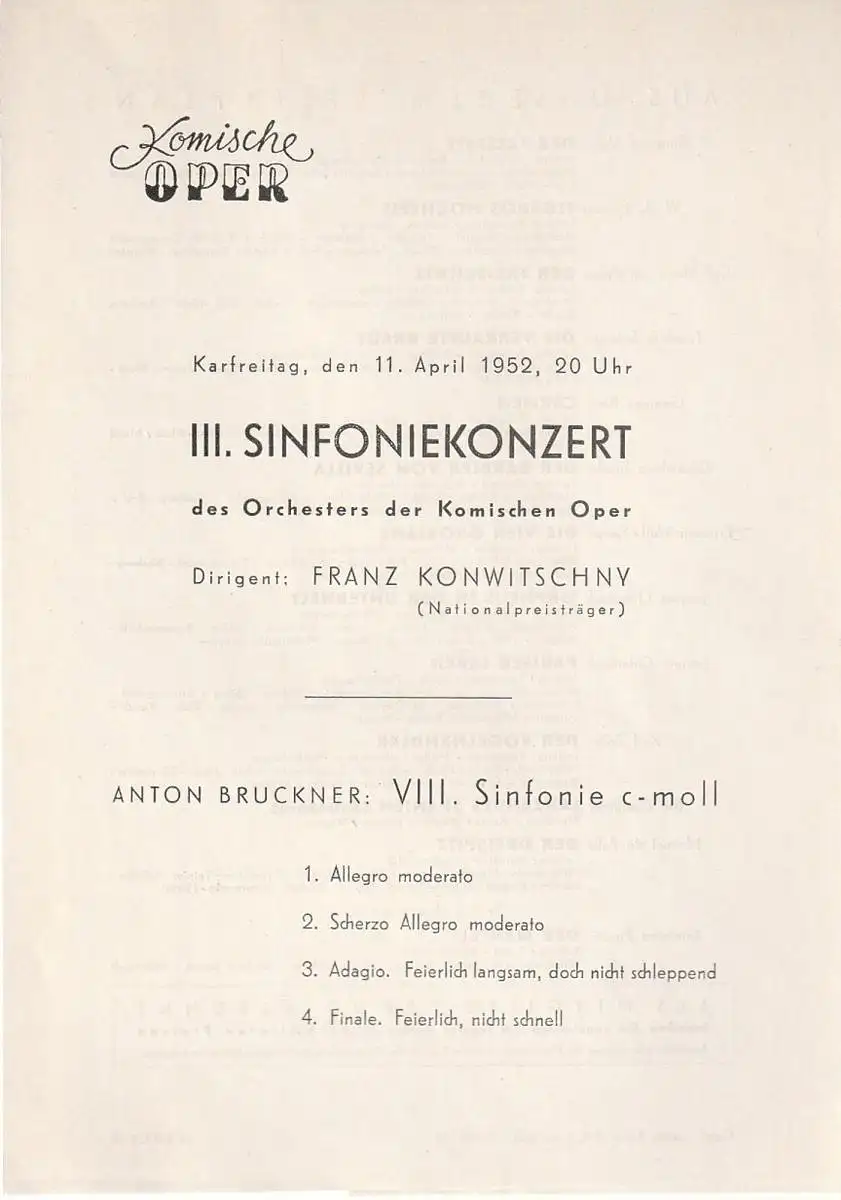 Komische
OPER
Karfreitag, den 11. April 1952, 20 Uhr
III. SINFONIEKONZERT
des Orchesters der Komischen Oper
Dirigent: FRANZ KONWITSCHNY
(Nationalpreisträger)
ANTON BRUCKNER: VIII. Sinfonie c-moll
1. Allegro moderato
2. Scherzo Allegro moderato
3. Adagio. Feierlich langsam, doch nicht schleppend
4. Finale. Feierlich, nicht schnell